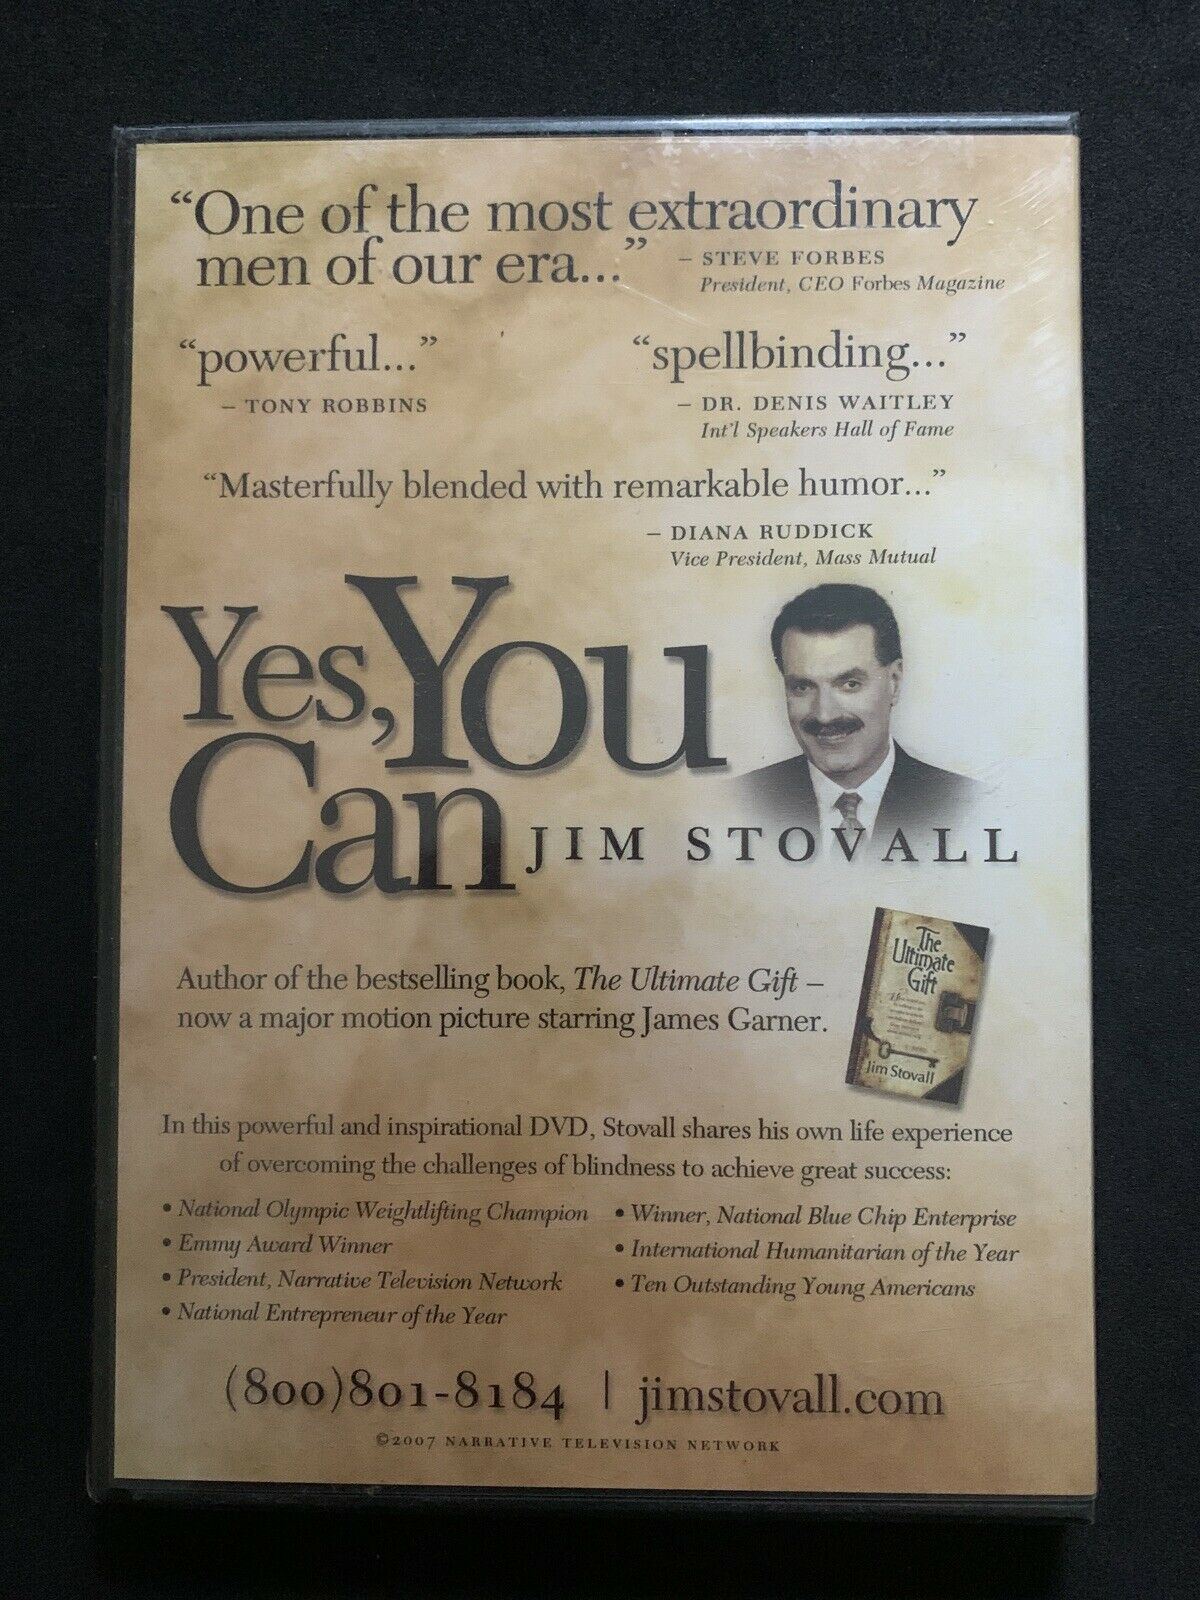 “One of the most extraordinary
men of our era...”
– STEVE FORBES
President, CEO Forbes Magazine
“powerful...”
– TONY ROBBINS
“spellbinding...”
– DR. DENIS WAITLEY
Int'l Speakers Hall of Fame
“Masterfully blended with remarkable humor...”
– DIANA RUDDICK
Vice President, Mass Mutual
Yes, You
Can
JIM STOVALL
Author of the bestselling book, The Ultimate Gift –
now a major motion picture starring James Garner.
The
Ultimate
Gift
Jim Stovall
In this powerful and inspirational DVD, Stovall shares his own life experience
of overcoming the challenges of blindness to achieve great success:
• National Olympic Weightlifting Champion
• Emmy Award Winner
• President, Narrative Television Network
• National Entrepreneur of the Year
• Winner, National Blue Chip Enterprise
• International Humanitarian of the Year
• Ten Outstanding Young Americans
(800)801-8184 | jimstovall.com
©2007 NARRATIVE TELEVISION NETWORK